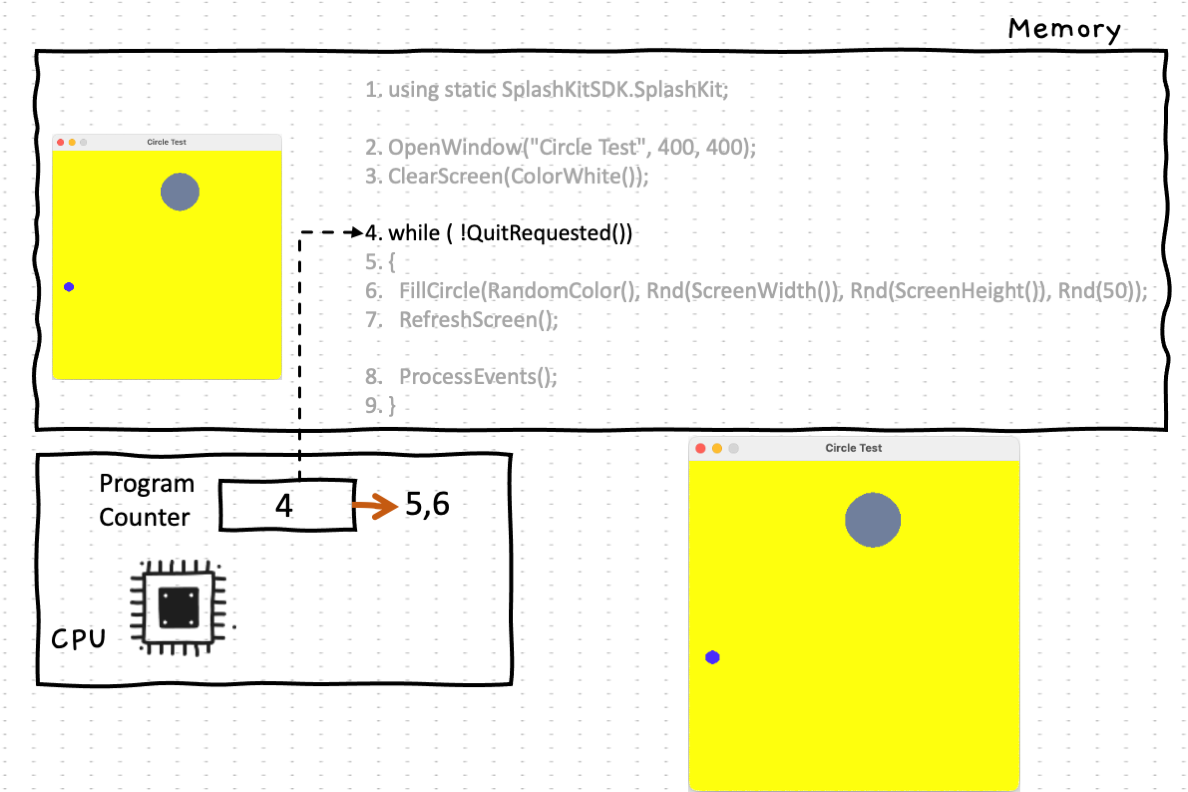 Memory
1. using static SplashKitSDK.SplashKit;
Circle Test
2. OpenWindow("Circle Test", 400, 400);
3. ClearScreen(ColorWhite());
4. while ( !QuitRequested())
5. {
6. FillCircle(RandomColor(), Rnd(ScreenWidth()), Rnd(ScreenHeight()), Rnd(50));
7. RefreshScreen();
8. ProcessEvents();
9. }
Program
Counter
4
5,6
CPU
Circle Test